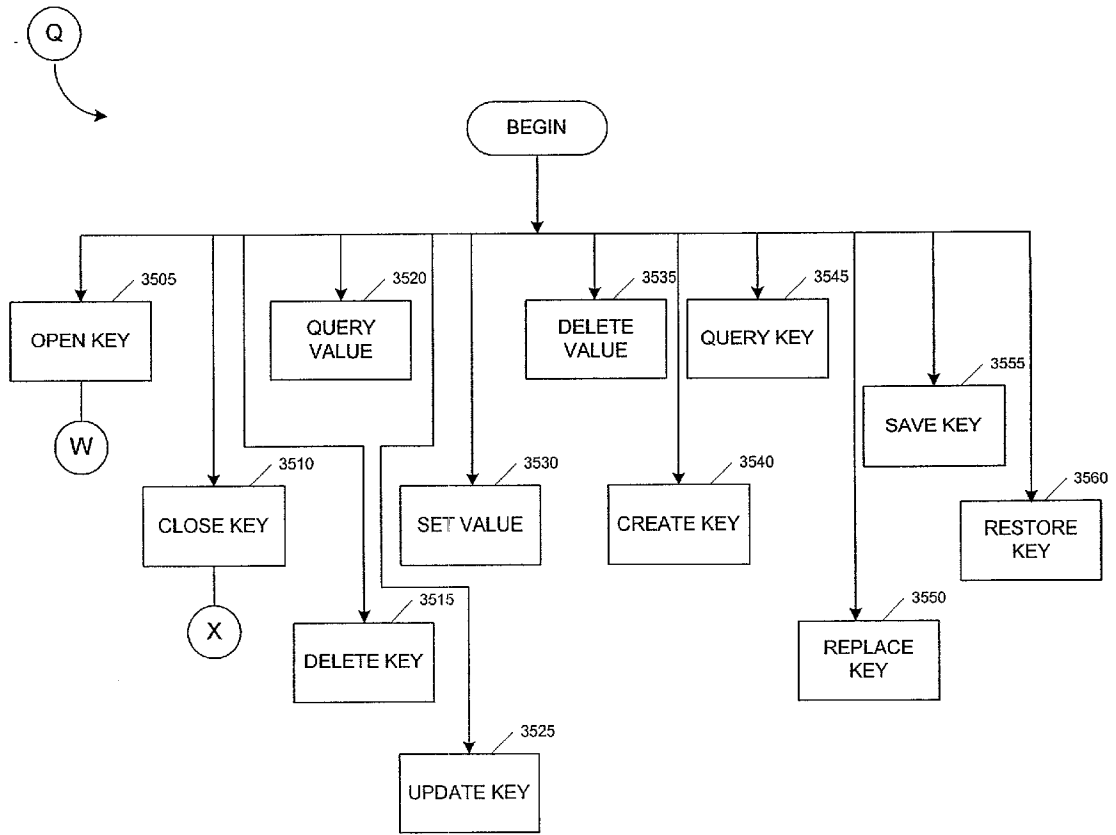 Q
BEGIN
3505
OPEN KEY
W
3520
QUERY
VALUE
3535
DELETE
VALUE
3545
QUERY KEY
3555
SAVE KEY
3510
CLOSE KEY
X
3530
SET VALUE
3540
CREATE KEY
3560
RESTORE
KEY
3515
DELETE KEY
3550
REPLACE
KEY
3525
UPDATE KEY